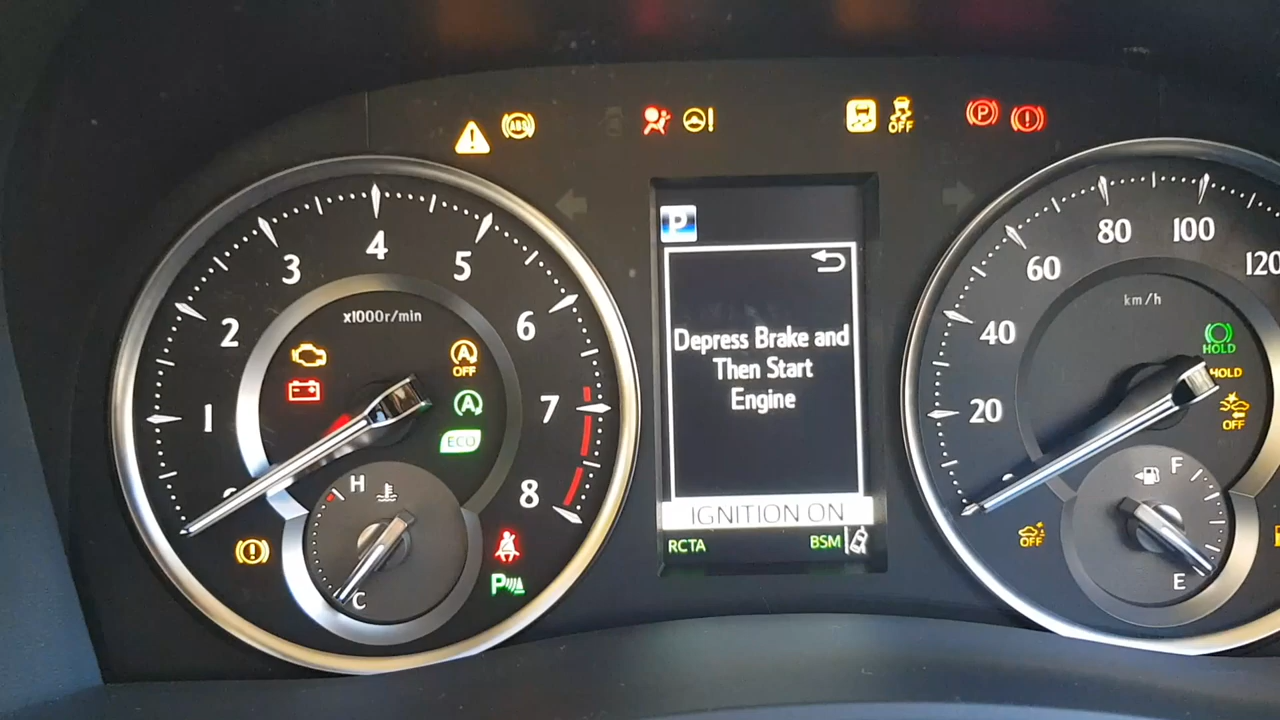 ABS
OFF
P
P
Depress Brake and
Then Start
Engine
IGNITION ON
RCTA
BSM
1
2
3
4
5
6
7
8
x1000r/min
A
OFF
A
ECO
H
C
P
20
40
60
80
100
120
km/h
HOLD
HOLD
OFF
OFF
F
E